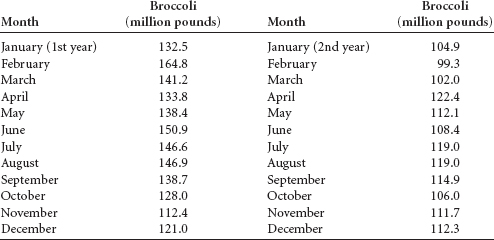 Broccoli Broccoli
Month (million pounds) Month (million pounds)
January (1st year) 132.5 January (2nd year) 104.9
February 164.8 February 99.3
March 141.2 March 102.0
April 133.8 April 122.4
May 138.4 May 112.1
June 150.9 June 108.4
July 146.6 July 119.0
August 146.9 August 119.0
September 138.7 September 114.9
October 128.0 October 106.0
November 112.4 November 111.7
December 121.0 December 112.3